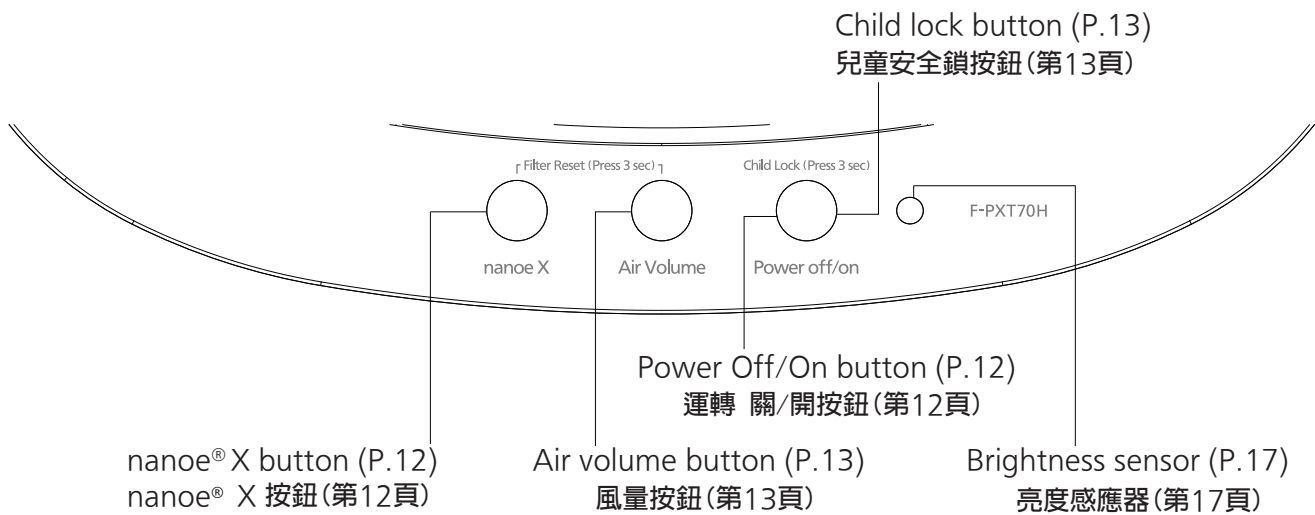 Child lock button (P.13)
兒童安全鎖按鈕(第13頁)
Filter Reset (Press 3 sec)
Child Lock (Press 3 sec)
F-PXT70H
nanoe X
Air Volume
Power off/on
Power Off/On button (P.12)
運轉 關/開按鈕(第12頁)
nanoe® X button (P.12)
nanoe® X 按鈕(第12頁)
Air volume button (P.13)
風量按鈕(第13頁)
Brightness sensor (P.17)
亮度感應器(第17頁)